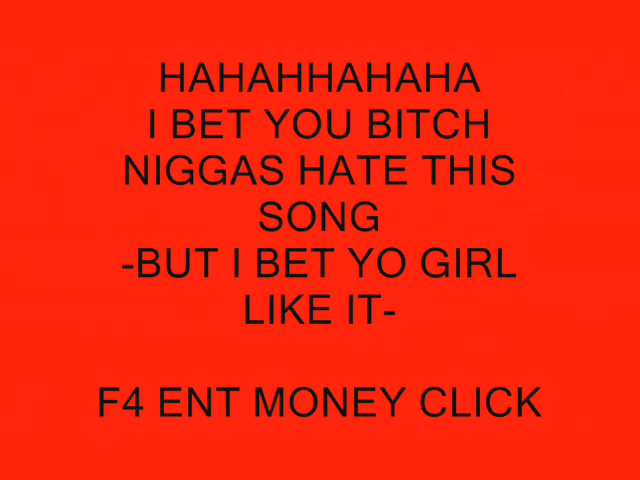 HAHAHHAHAHA
I BET YOU BITCH
NIGGAS HATE THIS
SONG
-BUT I BET YO GIRL
LIKE IT-
F4 ENT MONEY CLICK